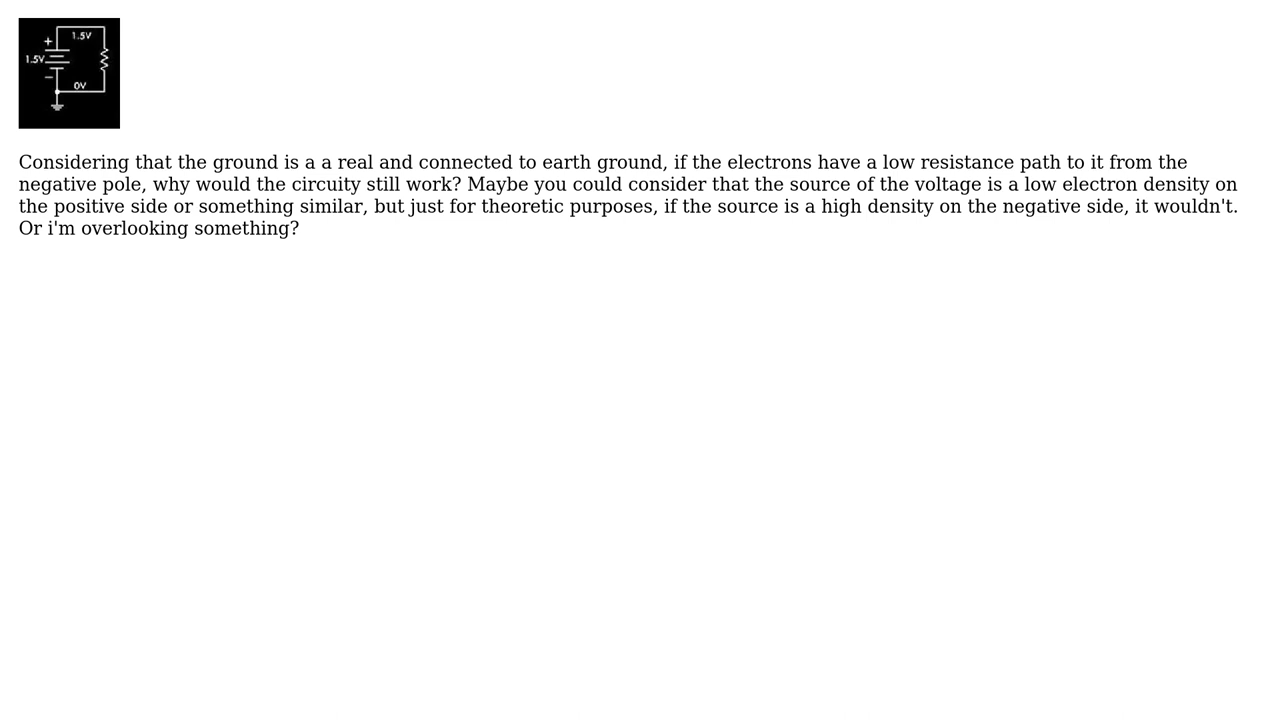 + 1.5V
1.5V
−
0V
Considering that the ground is a a real and connected to earth ground, if the electrons have a low resistance path to it from the
negative pole, why would the circuity still work? Maybe you could consider that the source of the voltage is a low electron density on
the positive side or something similar, but just for theoretic purposes, if the source is a high density on the negative side, it wouldn't.
Or i'm overlooking something?